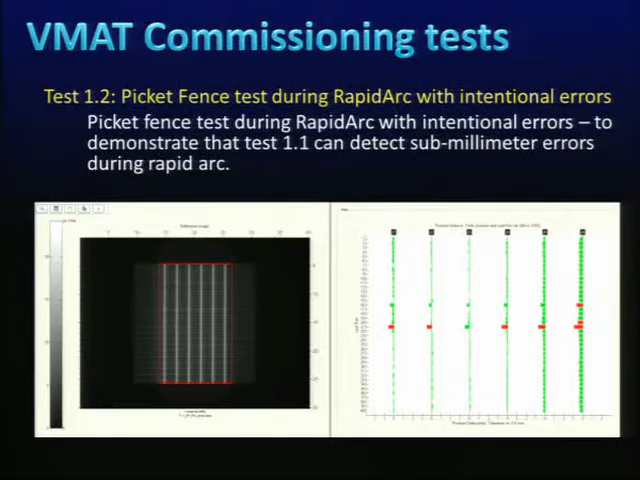 VMAT Commissioning tests
Test 1.2: Picket Fence test during RapidArc with intentional errors
Picket fence test during RapidArc with intentional errors – to
demonstrate that test 1.1 can detect sub-millimeter errors
during rapid arc.